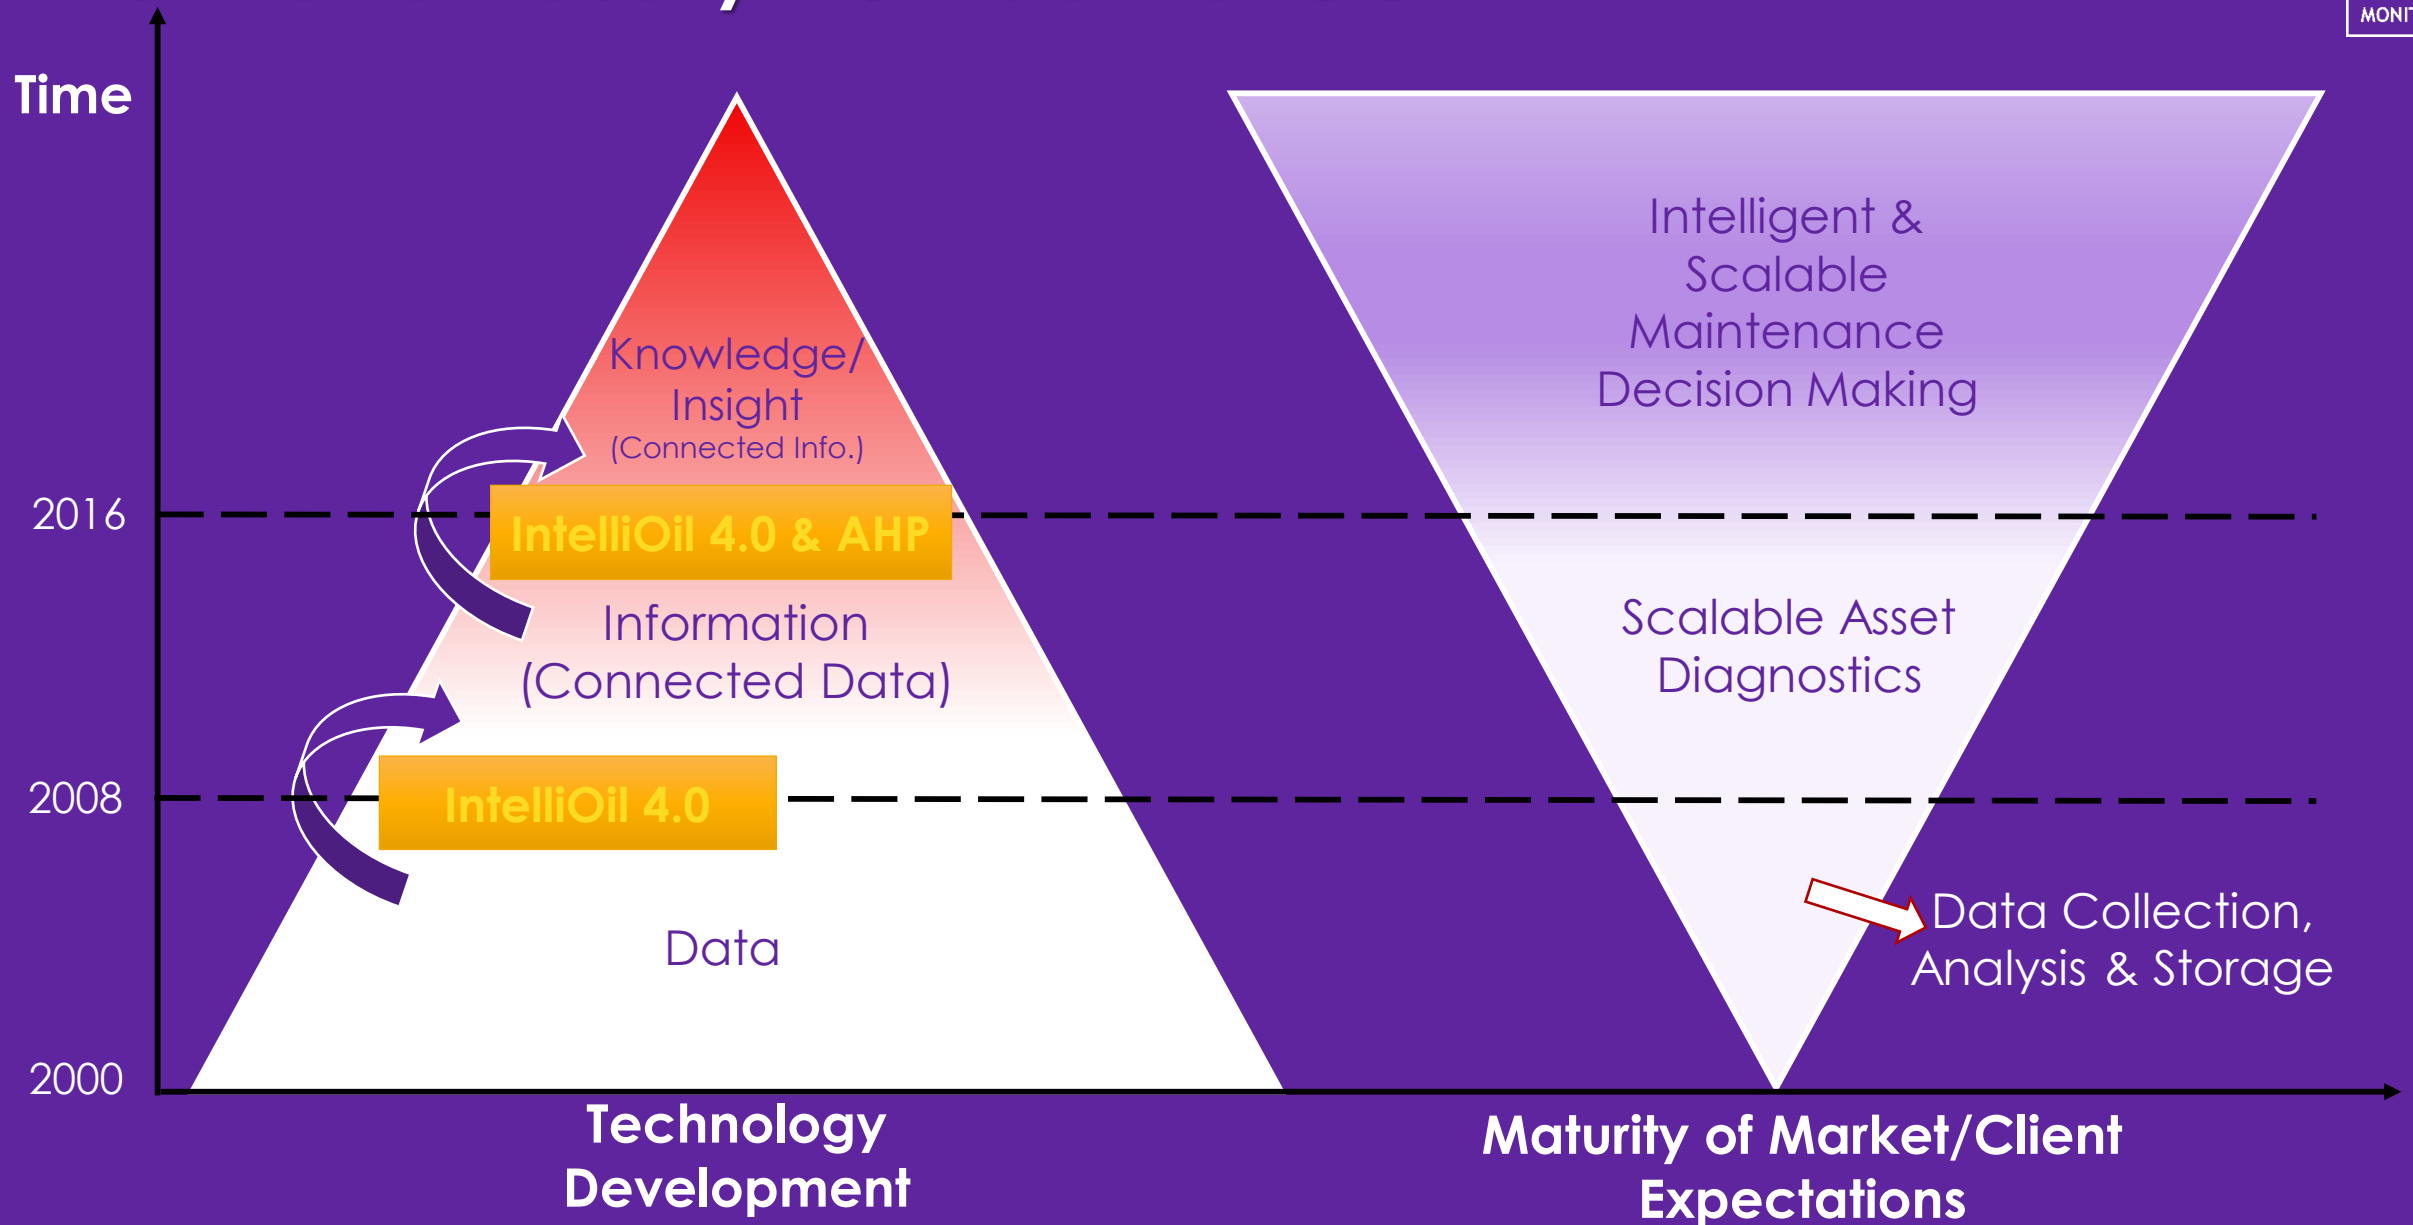 Time
Knowledge/
Insight
(Connected Info.)
2016
IntelliOil 4.0 & AHP
Information
(Connected Data)
2008
IntelliOil 4.0
Data
2000
Technology
Development
Intelligent &
Scalable
Maintenance
Decision Making
Scalable Asset
Diagnostics
Data Collection,
Analysis & Storage
Maturity of Market/Client
Expectations